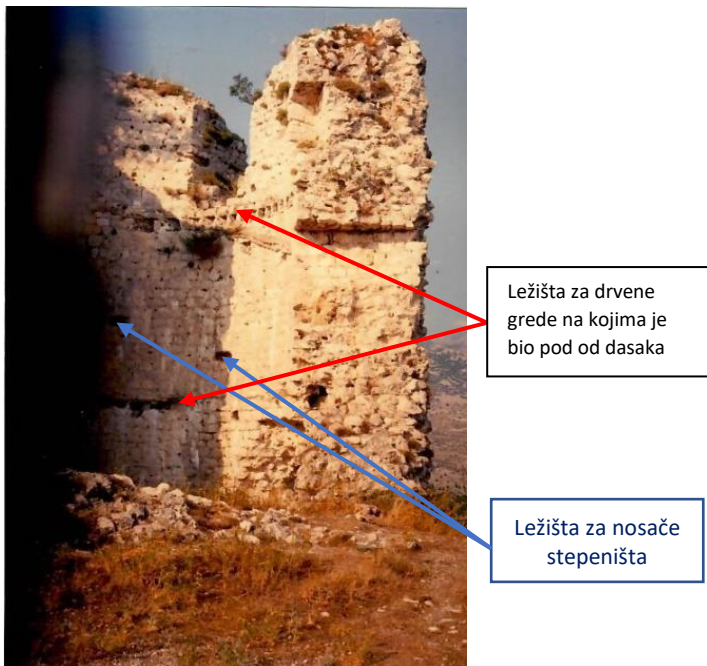 Ležišta za drvene
grede na kojima je
bio pod od dasaka
Ležišta za nosače
stepeništa